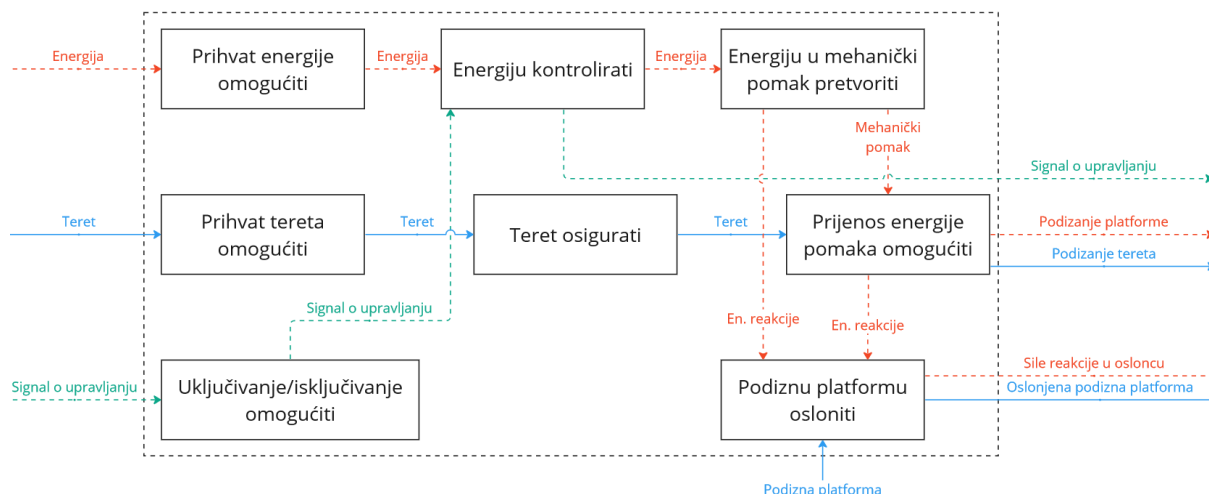 Energija
Prihvat energije
omogućiti
Energija
Energiju kontrolirati
Energija
Energiju u mehanički
pomak pretvoriti
Mehanički
pomak
Signal o upravljanju
Teret
Prihvat tereta
omogućiti
Teret
Teret osigurati
Teret
Prijenos energije
pomaka omogućiti
Podizanje platforme
Podizanje tereta
Signal o upravljanju
En. reakcije
En. reakcije
Signal o upravljanju
Uključivanje/isključivanje
omogućiti
Podiznu platformu
osloniti
Sile reakcije u osloncu
Oslonjena podizna platforma
Podizna platforma